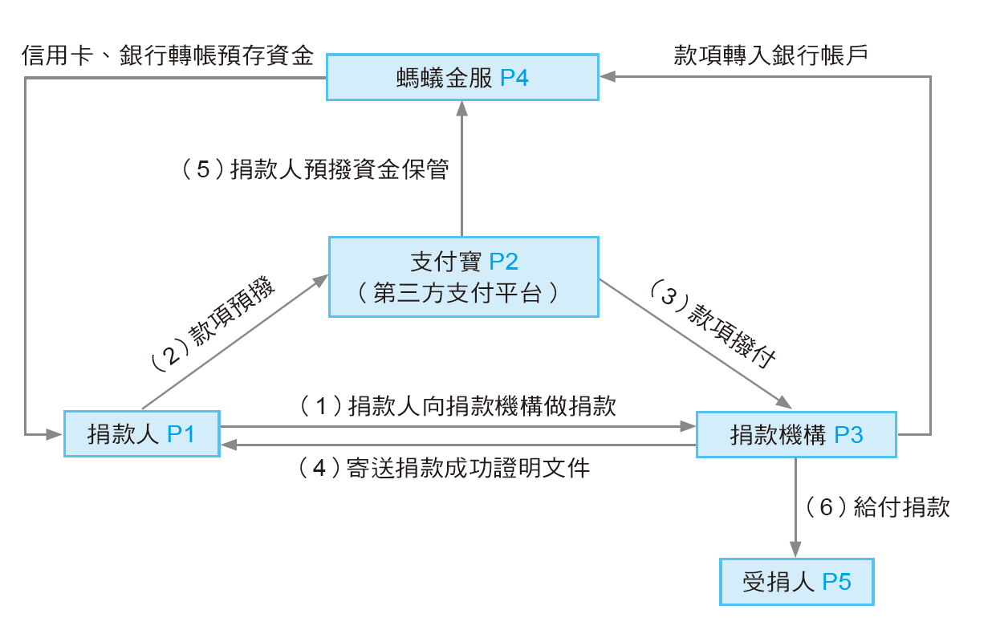 信用卡、銀行轉帳預存資金
款項轉入銀行帳戶
螞蟻金服 P4
（5）捐款人預撥資金保管
支付寶 P2
（第三方支付平台）
（2）款項預撥
（3）款項撥付
（1）捐款人向捐款機構做捐款
捐款人 P1
捐款機構 P3
（4）寄送捐款成功證明文件
（6）給付捐款
受捐人 P5